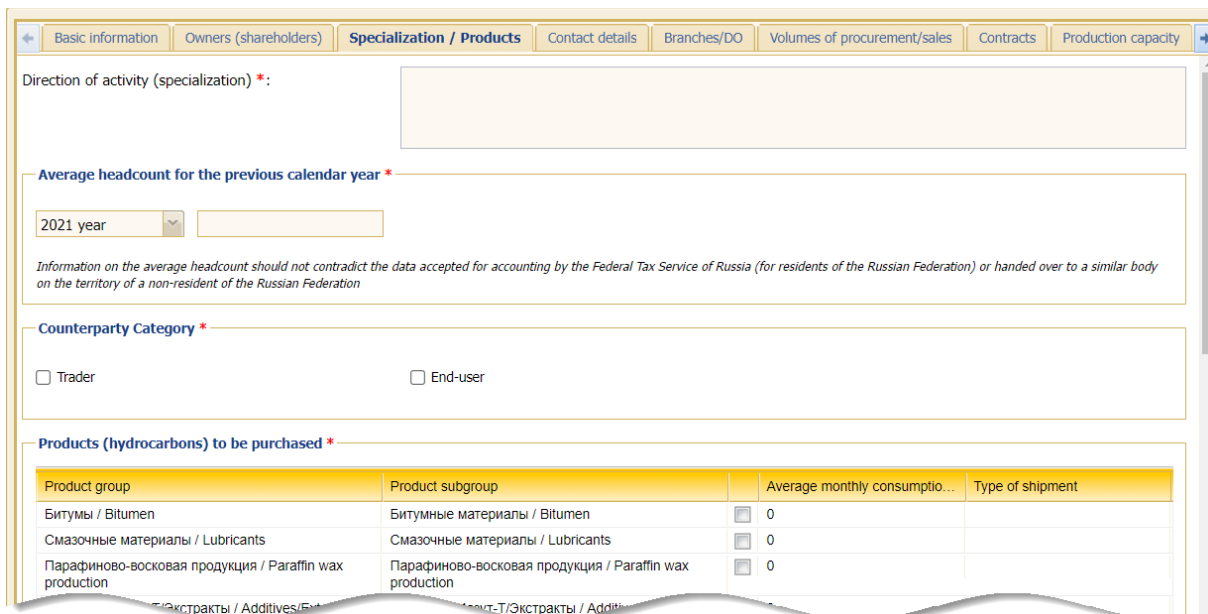 Basic information Owners (shareholders) Specialization / Products Contact details Branches/DO Volumes of procurement/sales Contracts Production capacity
Direction of activity (specialization) *:
Average headcount for the previous calendar year *
2021 year
Information on the average headcount should not contradict the data accepted for accounting by the Federal Tax Service of Russia (for residents of the Russian Federation) or handed over to a similar body
on the territory of a non-resident of the Russian Federation
Counterparty Category *
Trader End-user
Products (hydrocarbons) to be purchased *
Product group Product subgroup Average monthly consumptio... Type of shipment
Битумы / Bitumen Битумные материалы / Bitumen 0
Смазочные материалы / Lubricants Смазочные материалы / Lubricants 0
Парафиново-восковая продукция / Paraffin wax Парафиново-восковая продукция / Paraffin wax 0
production production
Т/Экстракты / Additives/ -Т/Экстракты /